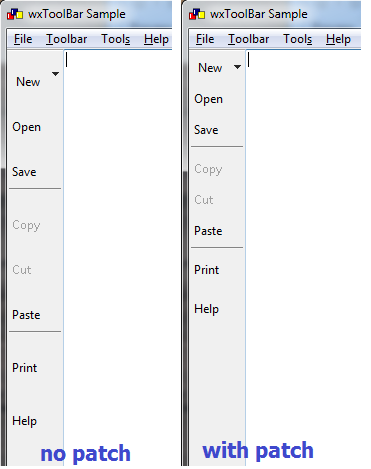 wxToolBar Sample
File Toolbar Tools Help
New
Open
Save
Copy
Cut
Paste
Print
Help
no patch
wxToolBar Sample
File Toolbar Tools Help
New
Open
Save
Copy
Cut
Paste
Print
Help
with patch